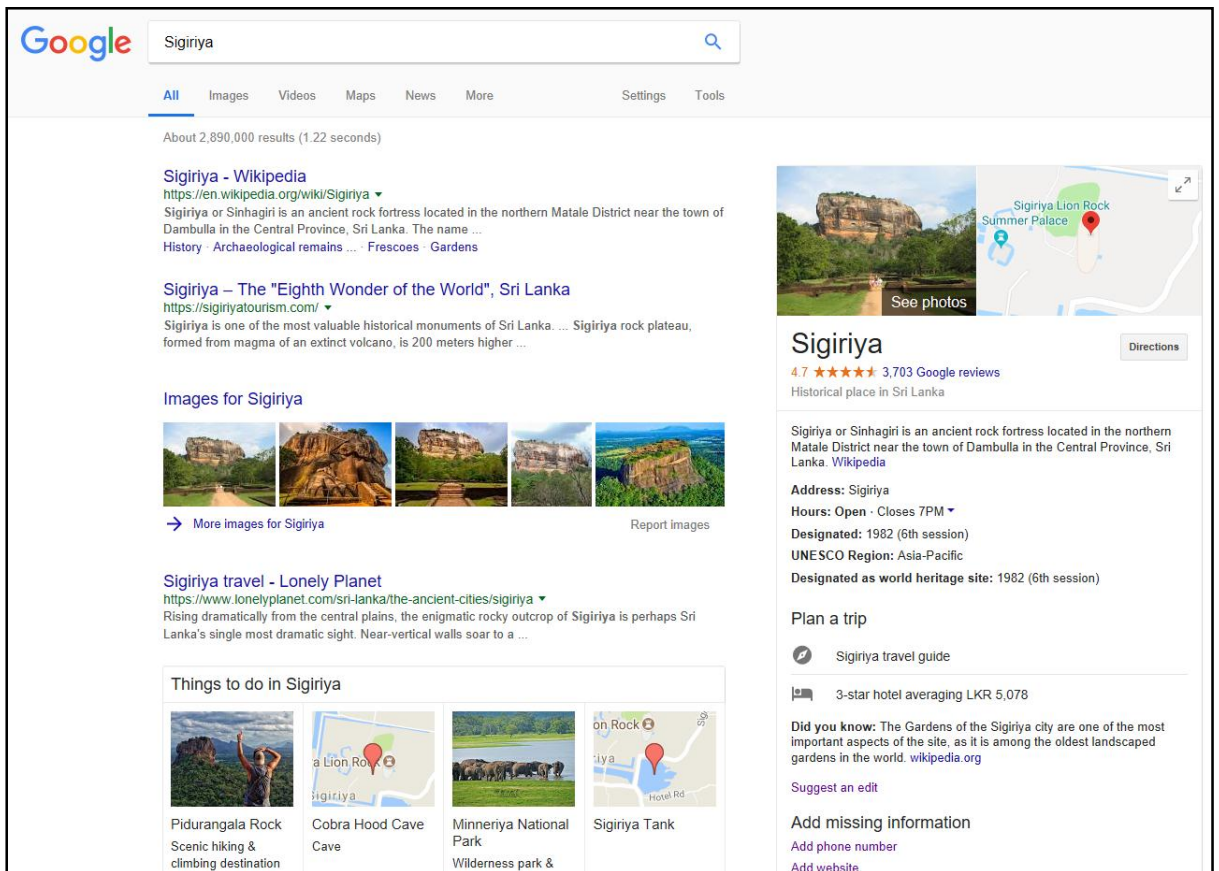 Google
Sigiriya
All Images Videos Maps News More Settings Tools
About 2,890,000 results (1.22 seconds)
Sigiriya - Wikipedia
https://en.wikipedia.org/wiki/Sigiriya
Sigiriya or Sinhagiri is an ancient rock fortress located in the northern Matale District near the town of
Dambulla in the Central Province, Sri Lanka. The name ...
History · Archaeological remains ... · Frescoes · Gardens
Sigiriya – The "Eighth Wonder of the World", Sri Lanka
https://sigiriyatourism.com/
Sigiriya is one of the most valuable historical monuments of Sri Lanka. ... Sigiriya rock plateau,
formed from magma of an extinct volcano, is 200 meters higher ...
Images for Sigiriya
More images for Sigiriya
Report images
Sigiriya travel - Lonely Planet
https://www.lonelyplanet.com/sri-lanka/the-ancient-cities/sigiriya
Rising dramatically from the central plains, the enigmatic rocky outcrop of Sigiriya is perhaps Sri
Lanka's single most dramatic sight. Near-vertical walls soar to a ...
Things to do in Sigiriya
a Lion Rock
Sigiriya
ion Rock
Hotel Rd
Pidurangala Rock
Scenic hiking &
climbing destination
Cobra Hood Cave
Cave
Minneriya National
Park
Wilderness park &
Sigiriya Tank
Sigiriya Lion Rock
Summer Palace
See photos
Sigiriya
Directions
4.7 3,703 Google reviews
Historical place in Sri Lanka
Sigiriya or Sinhagiri is an ancient rock fortress located in the northern
Matale District near the town of Dambulla in the Central Province, Sri
Lanka. Wikipedia
Address: Sigiriya
Hours: Open · Closes 7PM
Designated: 1982 (6th session)
UNESCO Region: Asia-Pacific
Designated as world heritage site: 1982 (6th session)
Plan a trip
Sigiriya travel guide
3-star hotel averaging LKR 5,078
Did you know: The Gardens of the Sigiriya city are one of the most
important aspects of the site, as it is among the oldest landscaped
gardens in the world. wikipedia.org
Suggest an edit
Add missing information
Add phone number
Add website